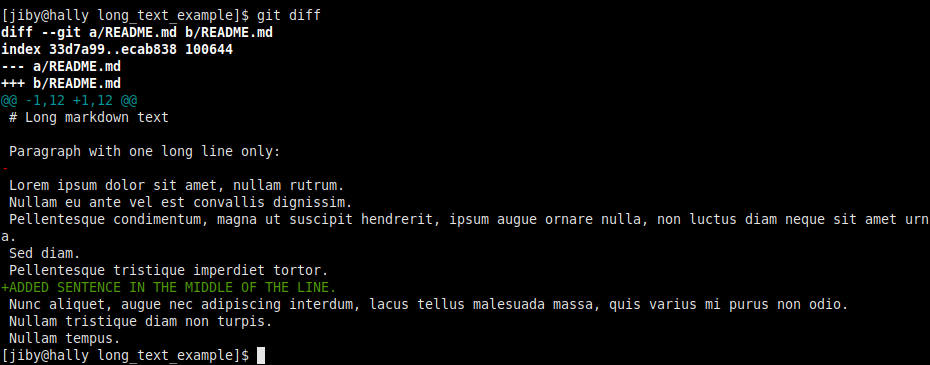 [jiby@hally long_text_example]$ git diff
diff --git a/README.md b/README.md
index 33d7a99..ecab838 100644
--- a/README.md
+++ b/README.md
@@ -1,12 +1,12 @@
 # Long markdown text

 Paragraph with one long line only:
-
 Lorem ipsum dolor sit amet, nullam rutrum.
 Nullam eu ante vel est convallis dignissim.
 Pellentesque condimentum, magna ut suscipit hendrerit, ipsum augue ornare nulla, non luctus diam neque sit amet urn
a.
 Sed diam.
 Pellentesque tristique imperdiet tortor.
+ADDED SENTENCE IN THE MIDDLE OF THE LINE.
 Nunc aliquet, augue nec adipiscing interdum, lacus tellus malesuada massa, quis varius mi purus non odio.
 Nullam tristique diam non turpis.
 Nullam tempus.
[jiby@hally long_text_example]$